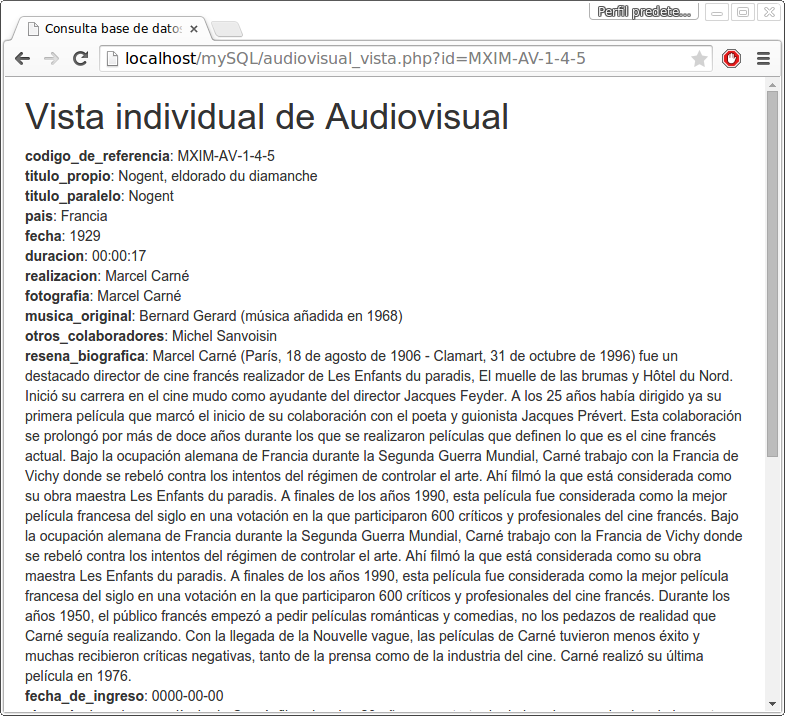 Perfil predete...
Consulta base de datos
localhost/mySQL/audiovisual_vista.php?id=MXIM-AV-1-4-5
Vista individual de Audiovisual
codigo_de_referencia: MXIM-AV-1-4-5
titulo_propio: Nogent, eldorado du diamanche
titulo_paralelo: Nogent
pais: Francia
fecha: 1929
duracion: 00:00:17
realizacion: Marcel Carné
fotografia: Marcel Carné
musica_original: Bernard Gerard (música añadida en 1968)
otros_colaboradores: Michel Sanvoisin
resena_biografica: Marcel Carné (París, 18 de agosto de 1906 - Clamart, 31 de octubre de 1996) fue un
destacado director de cine francés realizador de Les Enfants du paradis, El muelle de las brumas y Hôtel du Nord.
Inició su carrera en el cine mudo como ayudante del director Jacques Feyder. A los 25 años había dirigido ya su
primera película que marcó el inicio de su colaboración con el poeta y guionista Jacques Prévert. Esta colaboración
se prolongó por más de doce años durante los que se realizaron películas que definen lo que es el cine francés
actual. Bajo la ocupación alemana de Francia durante la Segunda Guerra Mundial, Carné trabajo con la Francia de
Vichy donde se rebeló contra los intentos del régimen de controlar el arte. Ahí filmó la que está considerada como
su obra maestra Les Enfants du paradis. A finales de los años 1990, esta película fue considerada como la mejor
película francesa del siglo en una votación en la que participaron 600 críticos y profesionales del cine francés. Bajo
la ocupación alemana de Francia durante la Segunda Guerra Mundial, Carné trabajo con la Francia de Vichy donde
se rebeló contra los intentos del régimen de controlar el arte. Ahí filmó la que está considerada como su obra
maestra Les Enfants du paradis. A finales de los años 1990, esta película fue considerada como la mejor película
francesa del siglo en una votación en la que participaron 600 críticos y profesionales del cine francés. Durante los
años 1950, el público francés empezó a pedir películas románticas y comedias, no los pedazos de realidad que
Carné seguía realizando. Con la llegada de la Nouvelle vague, las películas de Carné tuvieron menos éxito y
muchas recibieron críticas negativas, tanto de la prensa como de la industria del cine. Carné realizó su última
película en 1976.
fecha_de_ingreso: 0000-00-00